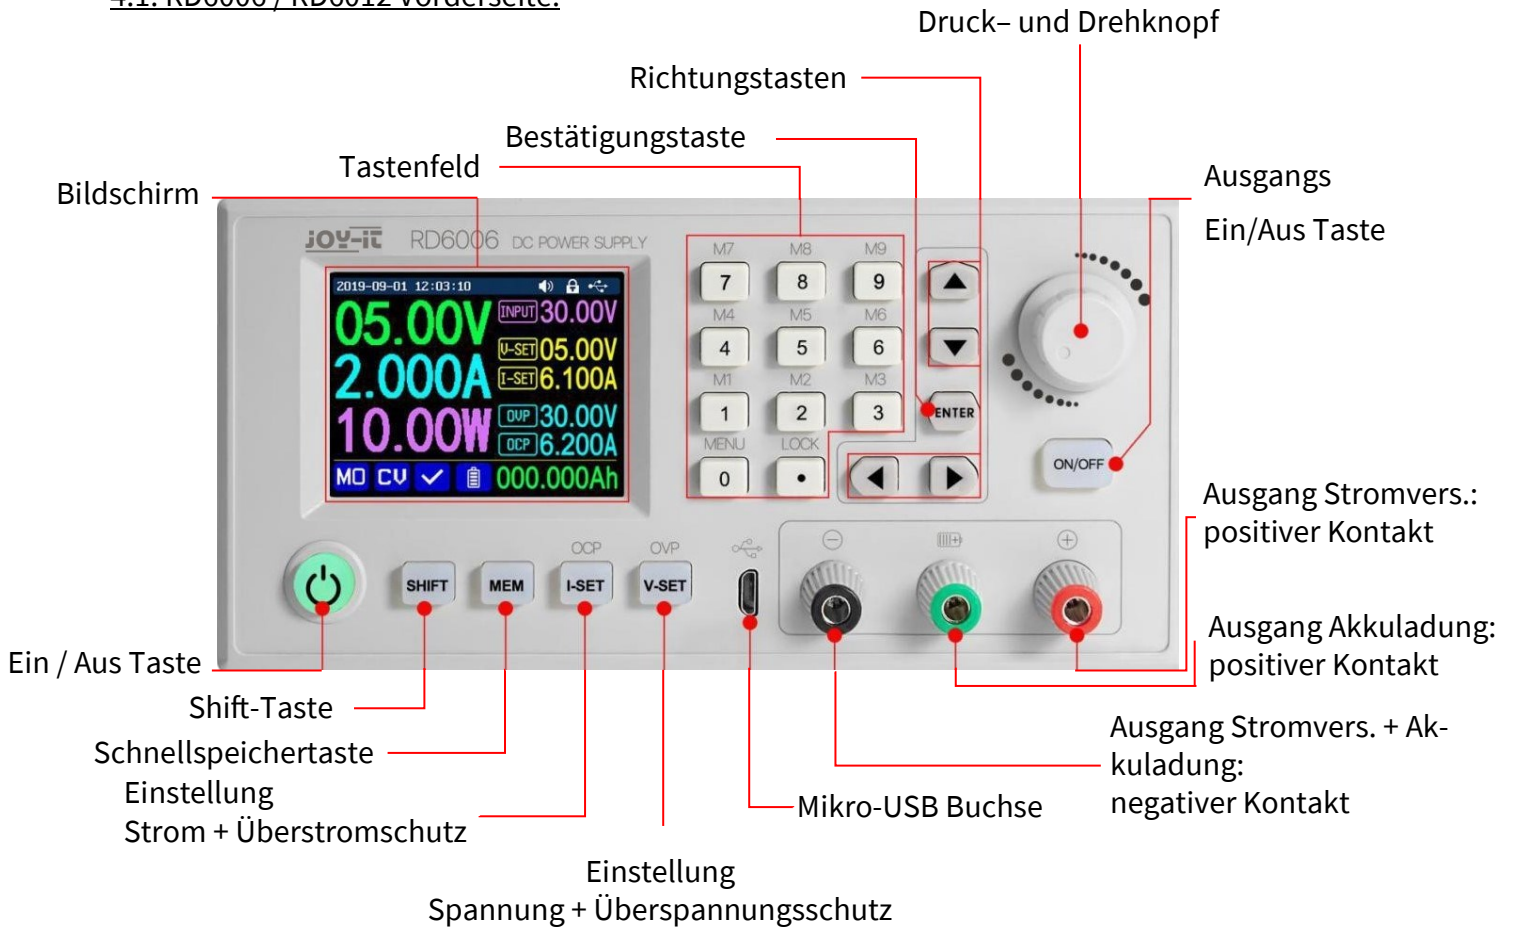 4.1. RD6006 / RD6012 Vorderseite:
Druck– und Drehknopf
Richtungstasten
Bestätigungstaste
Tastenfeld
Bildschirm
Ausgangs
Ein/Aus Taste
JOY-iT RD6006 DC POWER SUPPLY
2019-09-01 12:03:10
05.00V
2.000A
10.00W
INPUT 30.00V
V-SET 05.00V
I-SET 6.100A
OVP 30.00V
OCP 6.200A
M0 CV 000.000Ah
M7 M8 M9
7 8 9
M4 M5 M6
4 5 6
M1 M2 M3
1 2 3
MENU LOCK
0 •
ENTER
ON/OFF
OCP OVP
SHIFT MEM I-SET V-SET
Ausgang Stromvers.:
positiver Kontakt
Ausgang Akkuladung:
positiver Kontakt
Ausgang Stromvers. + Ak-
kuladung:
negativer Kontakt
Ein / Aus Taste
Shift-Taste
Schnellspeichertaste
Einstellung
Strom + Überstromschutz
Mikro-USB Buchse
Einstellung
Spannung + Überspannungsschutz